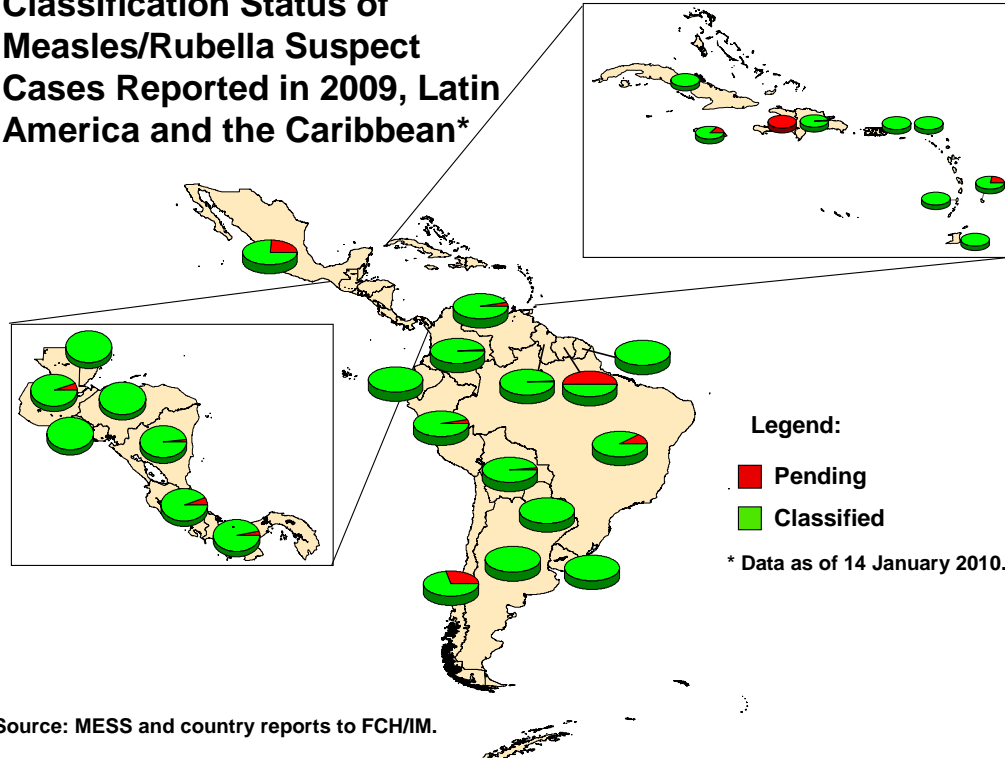 Classification Status of
Measles/Rubella Suspect
Cases Reported in 2009, Latin
America and the Caribbean*
Legend:
Pending
Classified
* Data as of 14 January 2010.
Source: MESS and country reports to FCH/IM.